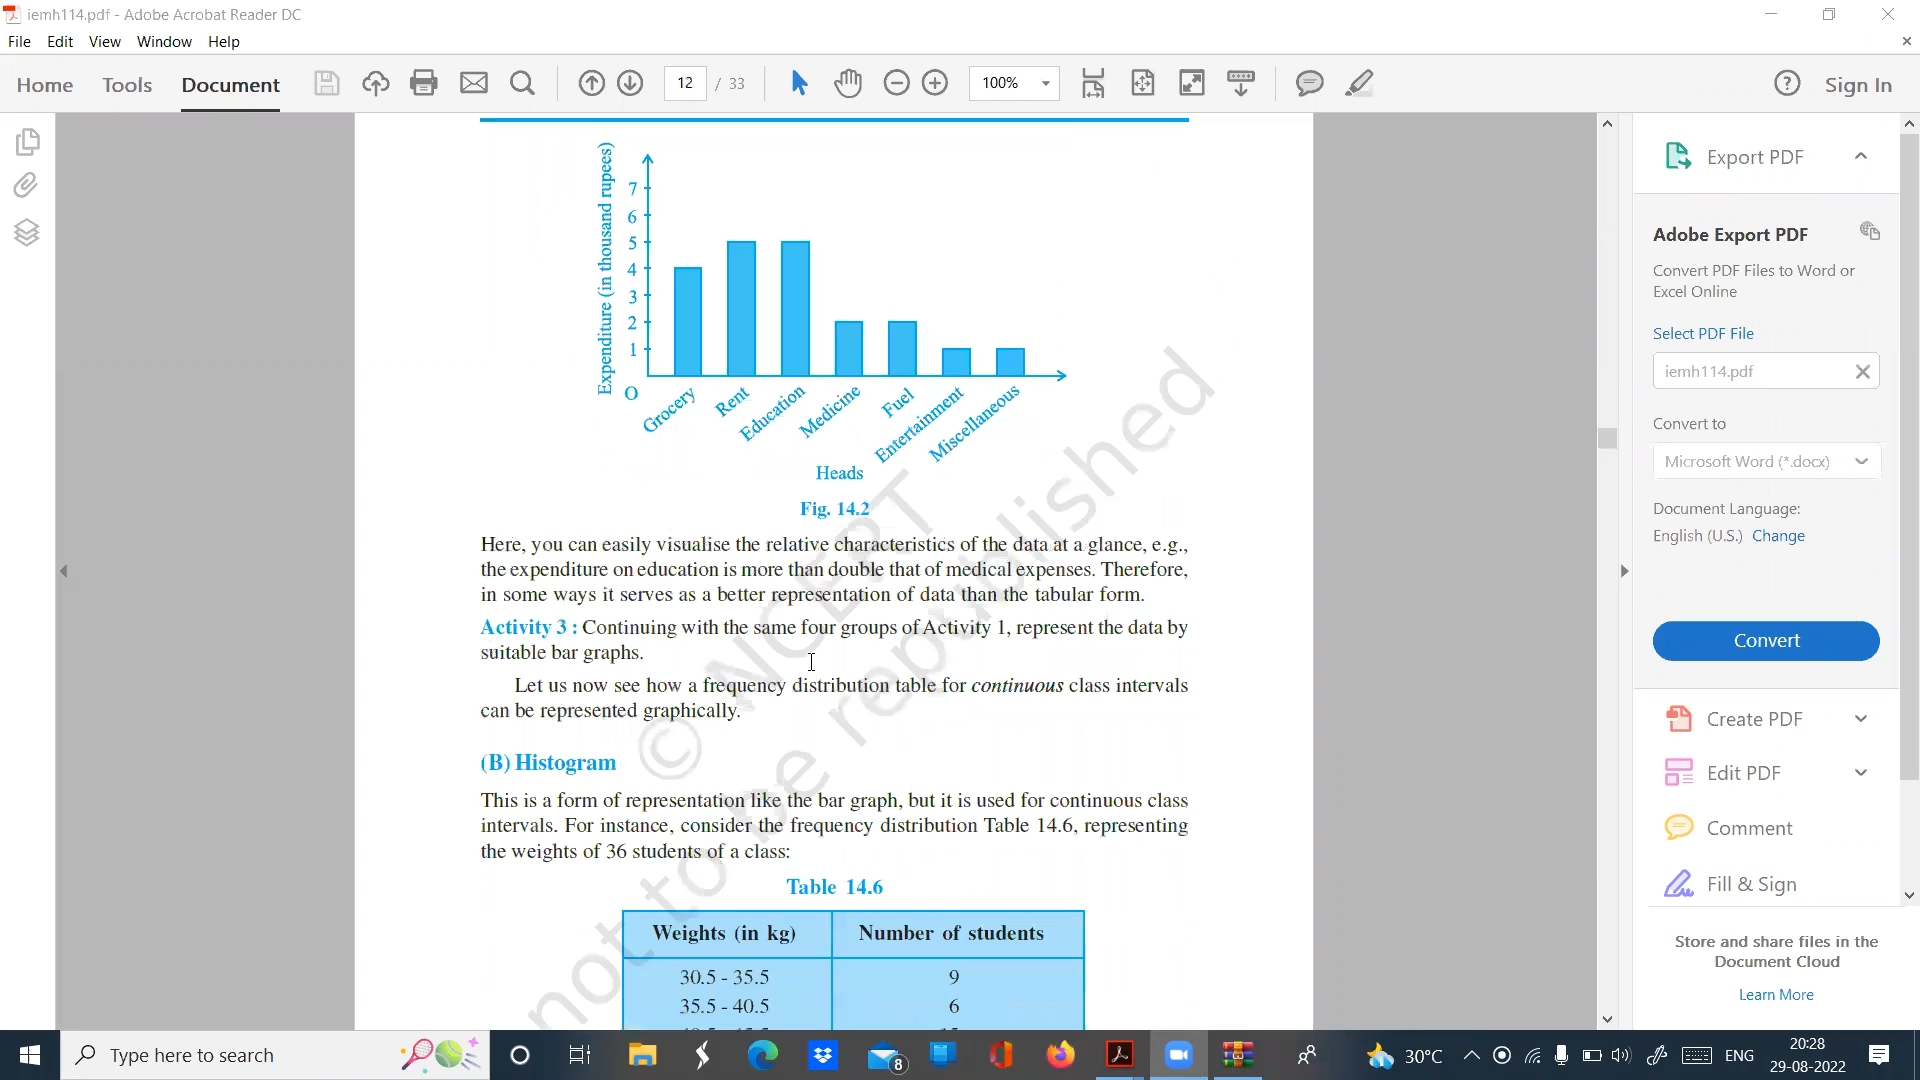 iemh114.pdf - Adobe Acrobat Reader DC
File Edit View Window Help
Home Tools Document 12 / 33 100% Sign In
Expenditure (in thousand rupees)
7
6
5
4
3
2
1
O
Grocery Rent Education Medicine Fuel Entertainment Miscellaneous
Heads
Fig. 14.2
Here, you can easily visualise the relative characteristics of the data at a glance, e.g.,
the expenditure on education is more than double that of medical expenses. Therefore,
in some ways it serves as a better representation of data than the tabular form.
Activity 3 : Continuing with the same four groups of Activity 1, represent the data by
suitable bar graphs.
Let us now see how a frequency distribution table for continuous class intervals
can be represented graphically.
(B) Histogram
This is a form of representation like the bar graph, but it is used for continuous class
intervals. For instance, consider the frequency distribution Table 14.6, representing
the weights of 36 students of a class:
Table 14.6
Weights (in kg) Number of students
30.5 - 35.5 9
35.5 - 40.5 6
© NCERT
not to be republished
Export PDF
Adobe Export PDF
Convert PDF Files to Word or
Excel Online
Select PDF File
iemh114.pdf
Convert to
Microsoft Word (*.docx)
Document Language:
English (U.S.) Change
Convert
Create PDF
Edit PDF
Comment
Fill & Sign
Store and share files in the
Document Cloud
Learn More
Type here to search
8
30°C
ENG
20:28
29-08-2022